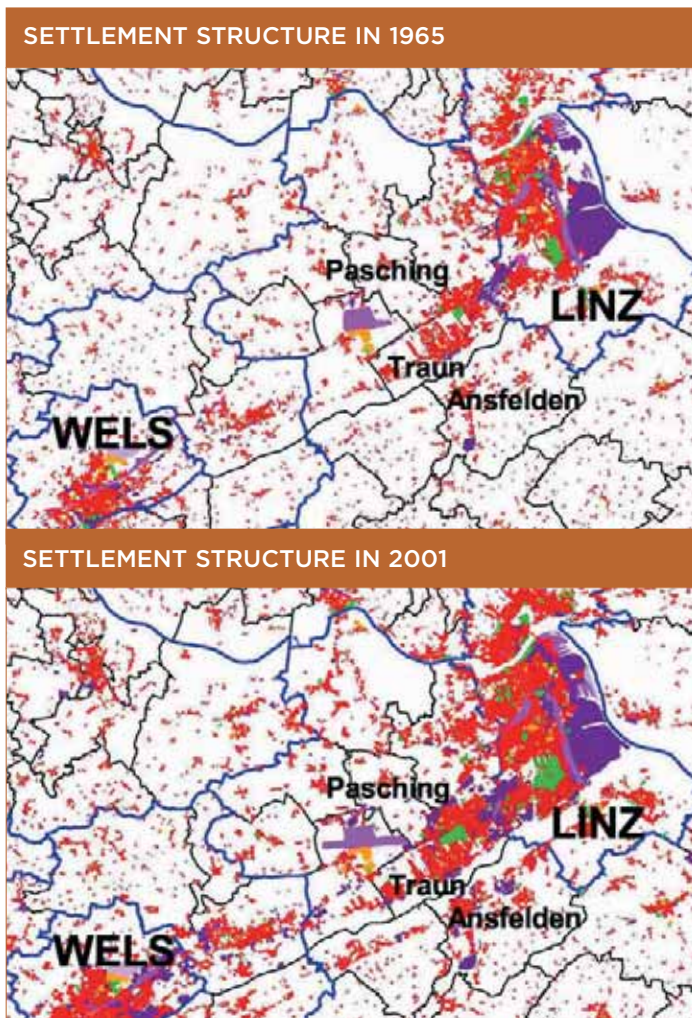 SETTLEMENT STRUCTURE IN 1965
Pasching
LINZ
Traun
Ansfelden
WELS
SETTLEMENT STRUCTURE IN 2001
Pasching
LINZ
Traun
Ansfelden
WELS